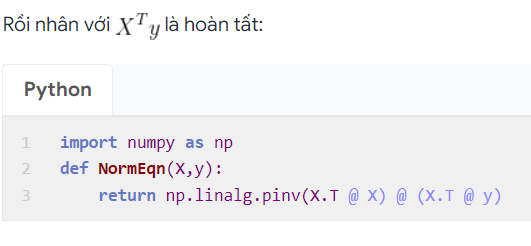 Rồi nhân với X^T y là hoàn tất:
Python
1 import numpy as np
2 def NormEqn(X,y):
3     return np.linalg.pinv(X.T @ X) @ (X.T @ y)